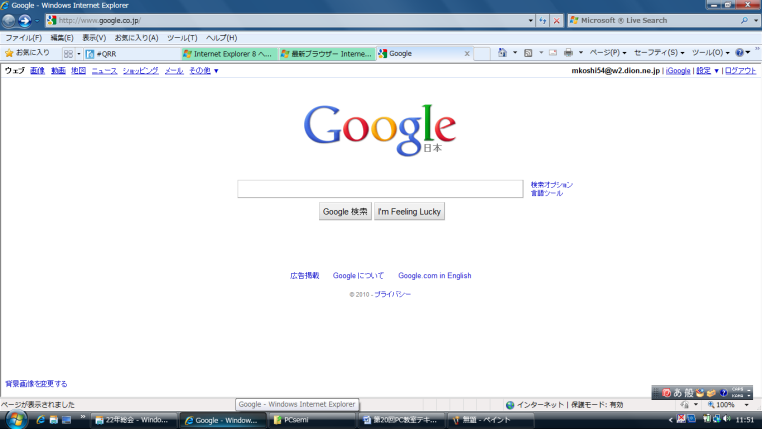 Google - Windows Internet Explorer
http://www.google.co.jp/
Microsoft ® Live Search
ファイル(F) 編集(E) 表示(V) お気に入り(A) ツール(T) ヘルプ(H)
お気に入り
#QRR
Internet Explorer 8 へ...
最新ブラウザー Interne...
Google
ページ(P) セーフティ(S) ツール(O)
ウェブ 画像 動画 地図 ニュース ショッピング メール その他 ▼
mkoshi54@w2.dion.ne.jp | iGoogle | 設定 ▼ | ログアウト
Google
日本
検索オプション
言語ツール
Google 検索
I'm Feeling Lucky
広告掲載 Google について Google.com in English
© 2010 - プライバシー
背景画像を変更する
あ 般
CAPS
KANA
ページが表示されました
Google - Windows Internet Explorer
インターネット | 保護モード: 有効
100%
22年総会 - Windo...
Google - Window...
PCsemi
第20回PC教室テキ...
無題 - ペイント
11:51